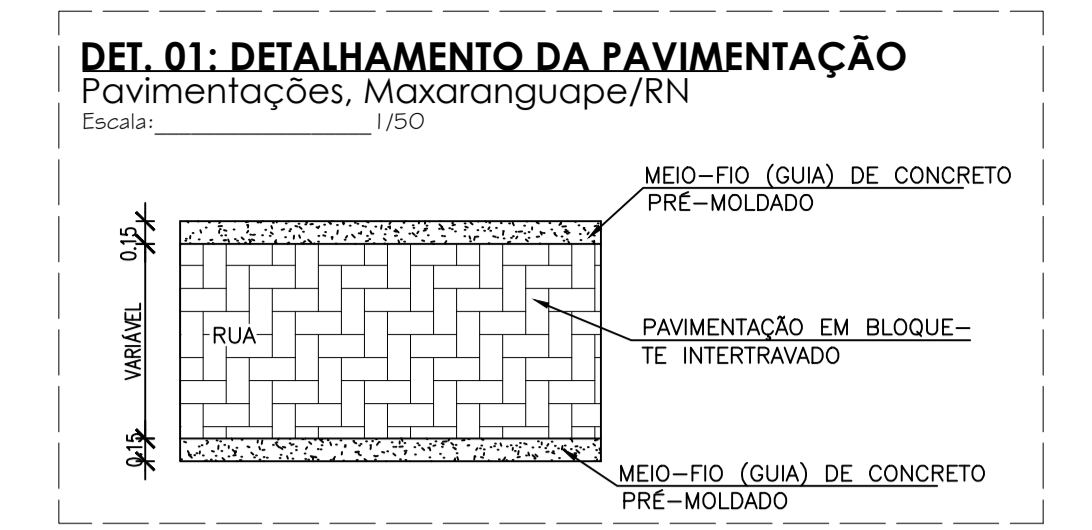 DET. 01: DETALHAMENTO DA PAVIMENTAÇÃO
Pavimentações, Maxaranguape/RN
Escala:__________________1/50
MEIO-FIO (GUIA) DE CONCRETO
PRÉ-MOLDADO
0.15
VARIÁVEL
RUA
PAVIMENTAÇÃO EM BLOQUE-
TE INTERTRAVADO
0.15
MEIO-FIO (GUIA) DE CONCRETO
PRÉ-MOLDADO